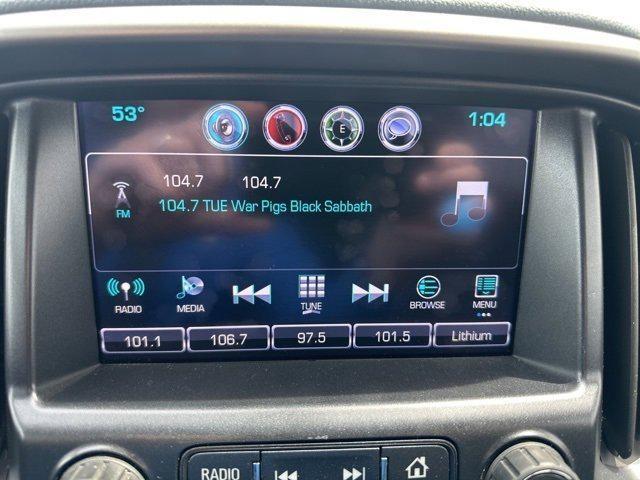 53° E 1:04
104.7 104.7
104.7 TUE War Pigs Black Sabbath
FM
RADIO MEDIA TUNE BROWSE MENU
101.1 106.7 97.5 101.5 Lithium
RADIO